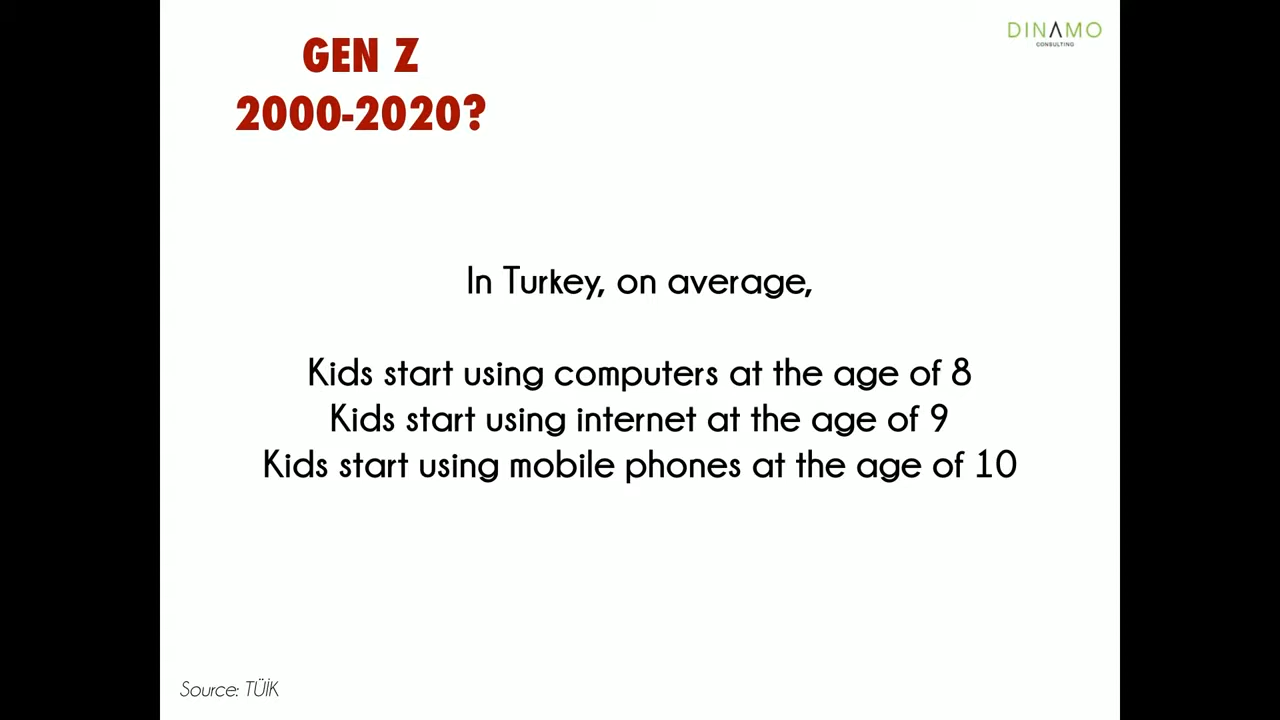 GEN Z
2000-2020?
DINAMO
CONSULTING
In Turkey, on average,
Kids start using computers at the age of 8
Kids start using internet at the age of 9
Kids start using mobile phones at the age of 10
Source: TÜİK